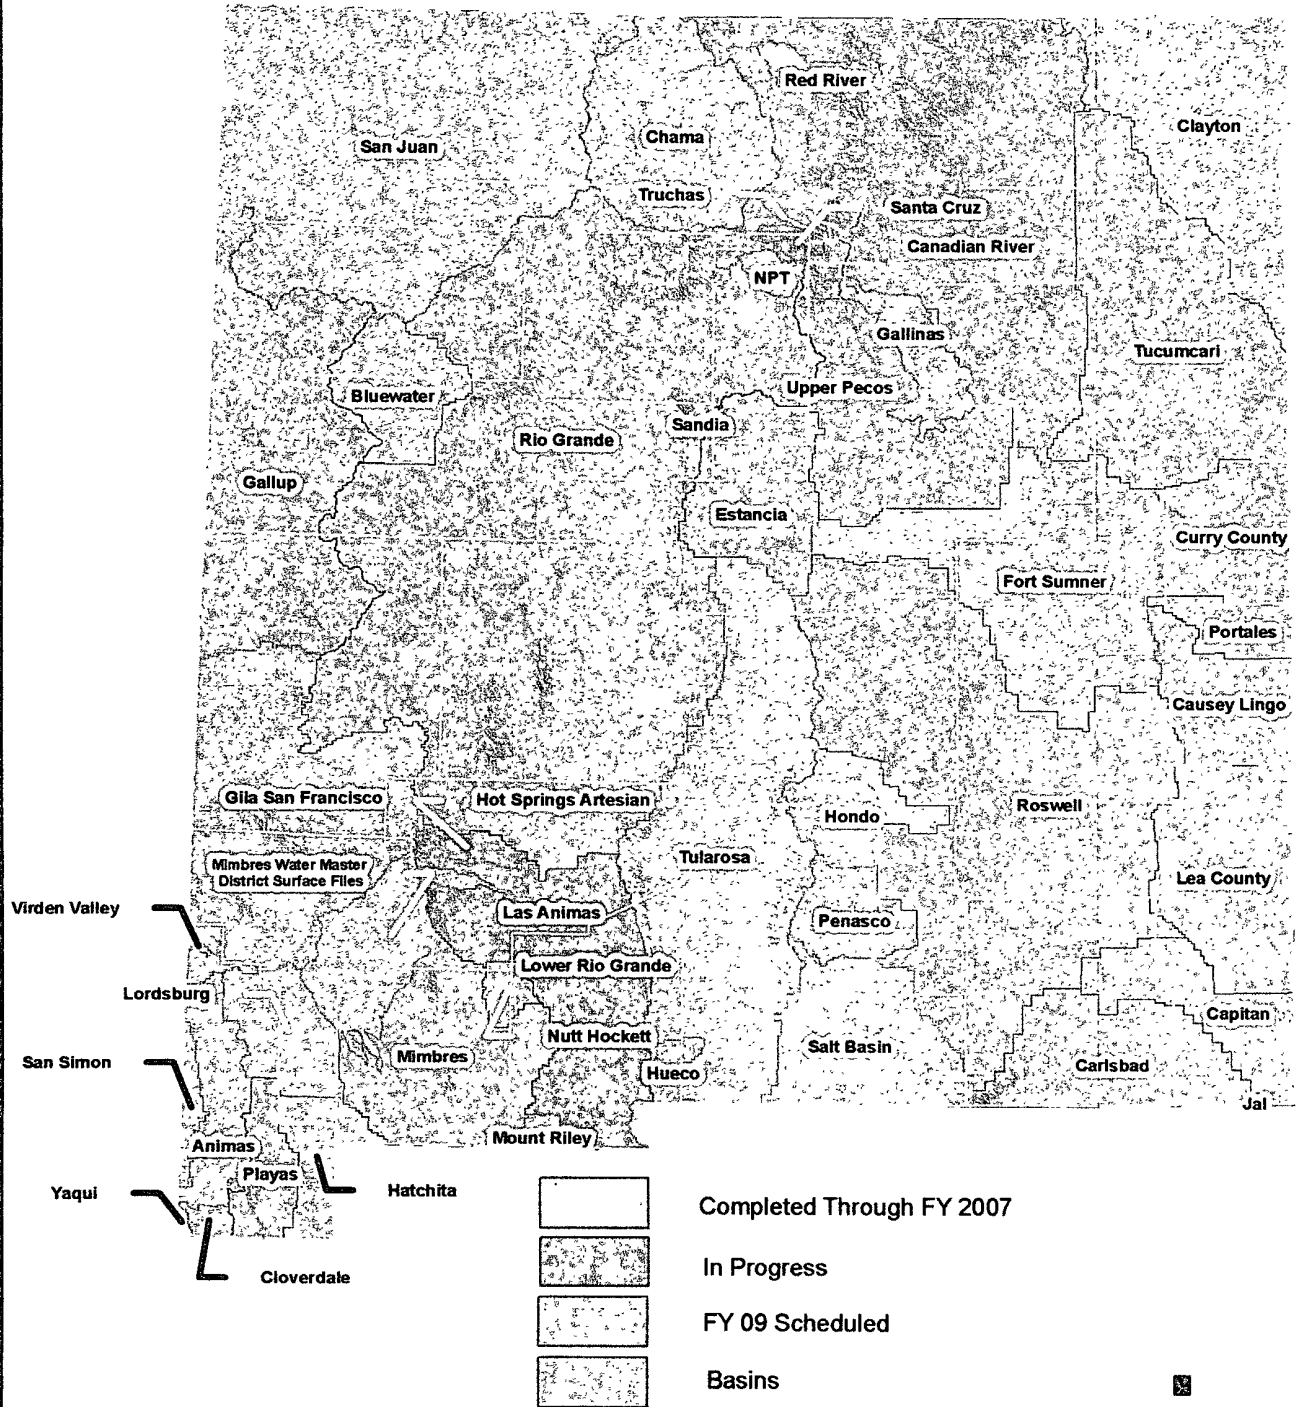 Red River
Clayton
Chama
San Juan
Truchas
Santa Cruz
Canadian River
NPT
Gallinas
Tucumcari
Upper Pecos
Bluewater
Sandia
Rio Grande
Gallup
Estancia
Curry County
Fort Sumner
Portales
Causey Lingo
Gila San Francisco
Hot Springs Artesian
Roswell
Hondo
Tularosa
Mimbres Water Master
District Surface Files
Lea County
Virden Valley
Las Animas
Penasco
Lower Rio Grande
Lordsburg
Capitan
Nutt Hockett
Salt Basin
Mimbres
San Simon
Hueco
Carlsbad
Jal
Mount Riley
Animas
Playas
Yaqui
Hatchita
Cloverdale
Completed Through FY 2007
In Progress
FY 09 Scheduled
Basins